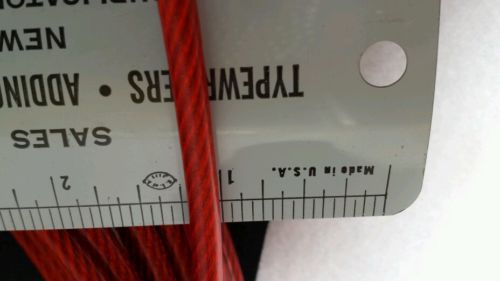 Made in U.S.A. 1 2
SALES
TYPEWRITERS • ADDING
NEW